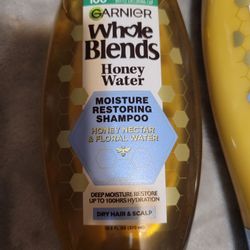 100
GARNIER
Whole
Blends
Honey
Water
MOISTURE
RESTORING
SHAMPOO
HONEY NECTAR
& FLORAL WATER
DEEP MOISTURE RESTORE
UP TO 100HRS HYDRATION
DRY HAIR & SCALP